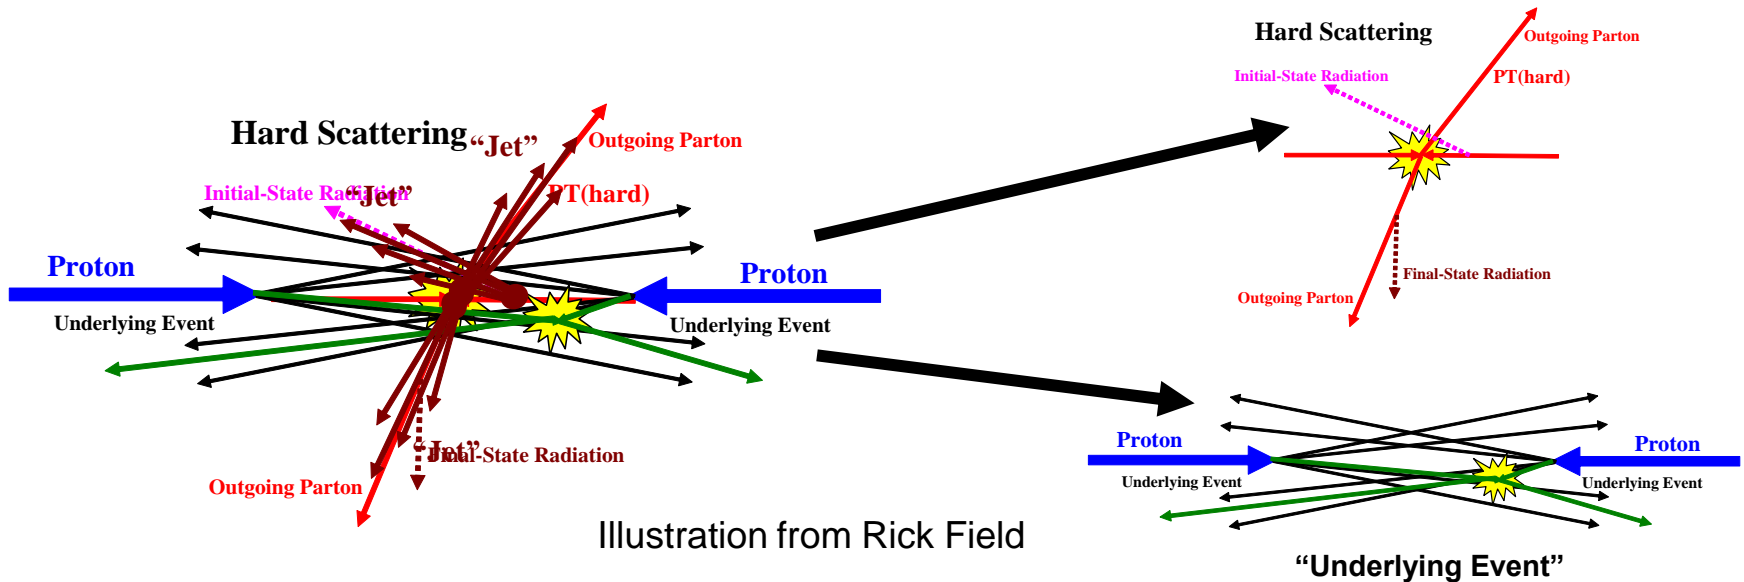 Hard Scattering
“Jet”
Outgoing Parton
Initial-State Radiation
“Jet”
PT(hard)
Proton
Proton
Underlying Event
Underlying Event
“Jet”
Final-State Radiation
Outgoing Parton
Illustration from Rick Field
Hard Scattering
Outgoing Parton
Initial-State Radiation
PT(hard)
Final-State Radiation
Outgoing Parton
Proton
Proton
Underlying Event
Underlying Event
“Underlying Event”